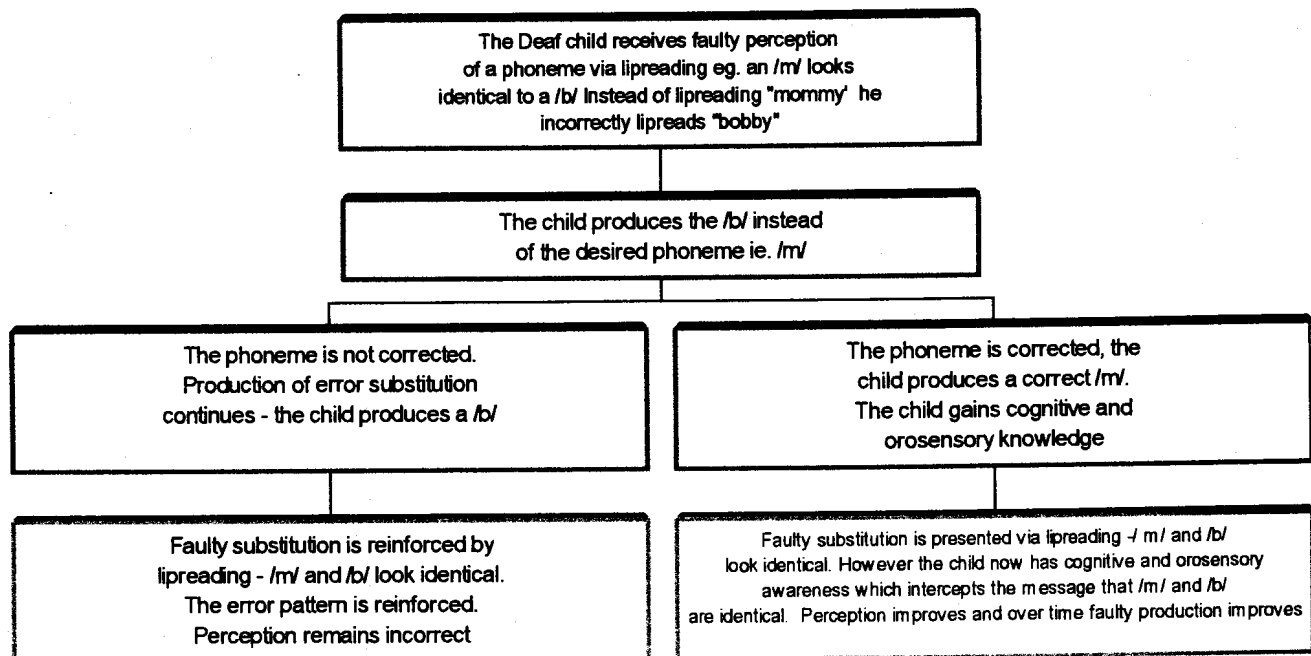 The Deaf child receives faulty perception
of a phoneme via lipreading eg. an /m/ looks
identical to a /b/ Instead of lipreading "mommy' he
incorrectly lipreads "bobby"
The child produces the /b/ instead
of the desired phoneme ie. /m/
The phoneme is not corrected.
Production of error substitution
continues - the child produces a /b/
The phoneme is corrected, the
child produces a correct /m/.
The child gains cognitive and
orosensory knowledge
Faulty substitution is reinforced by
lipreading - /m/ and /b/ look identical.
The error pattern is reinforced.
Perception remains incorrect
Faulty substitution is presented via lipreading -/ m/ and /b/
look identical. However the child now has cognitive and orosensory
awareness which intercepts the message that /m/ and /b/
are identical. Perception improves and over time faulty production improves